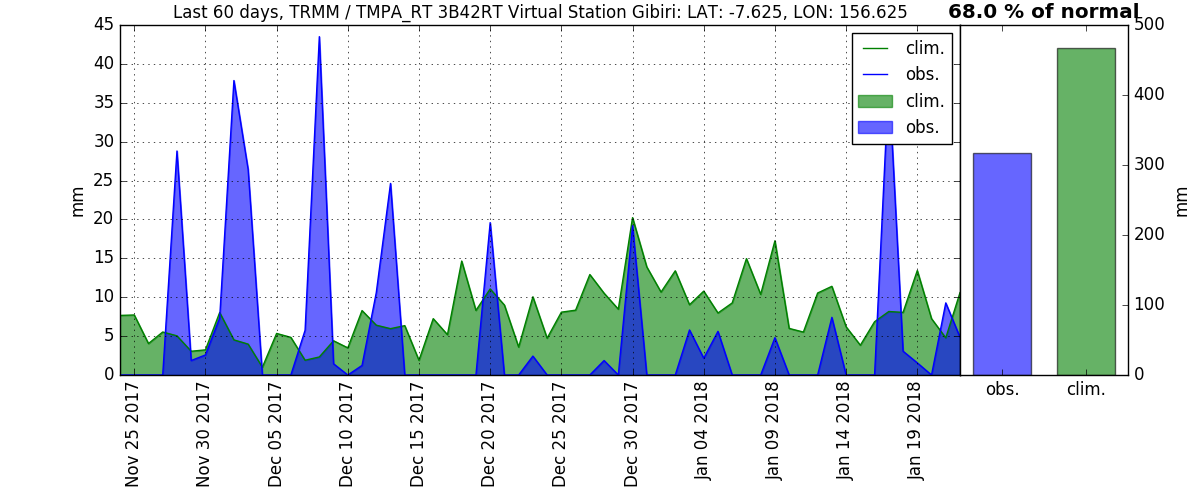 Last 60 days, TRMM / TMPA_RT 3B42RT Virtual Station Gibiri: LAT: -7.625, LON: 156.625
68.0 % of normal
45
40
35
30
25
20
15
10
5
0
mm
clim.
obs.
clim.
obs.
Nov 25 2017
Nov 30 2017
Dec 05 2017
Dec 10 2017
Dec 15 2017
Dec 20 2017
Dec 25 2017
Dec 30 2017
Jan 04 2018
Jan 09 2018
Jan 14 2018
Jan 19 2018
500
400
300
200
100
0
mm
obs.
clim.